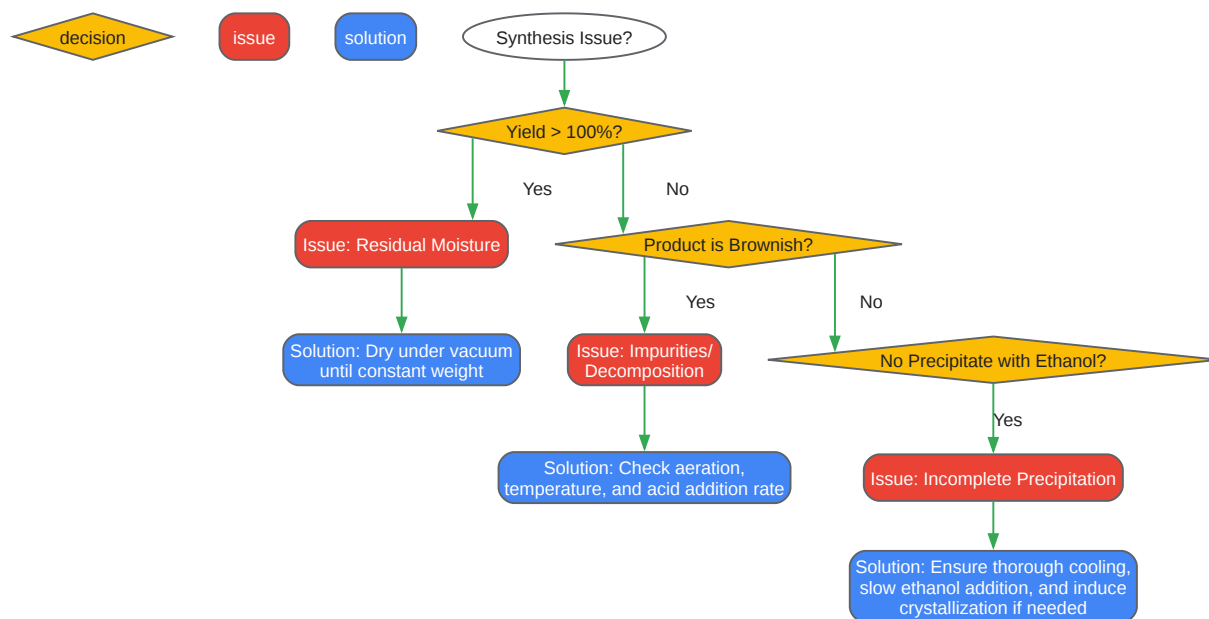 decision
issue
solution
Synthesis Issue?
Yield > 100%?
Yes
No
Issue: Residual Moisture
Product is Brownish?
Solution: Dry under vacuum
until constant weight
Yes
No
Issue: Impurities/
Decomposition
No Precipitate with Ethanol?
Solution: Check aeration,
temperature, and acid addition rate
Yes
Issue: Incomplete Precipitation
Solution: Ensure thorough cooling,
slow ethanol addition, and induce
crystallization if needed